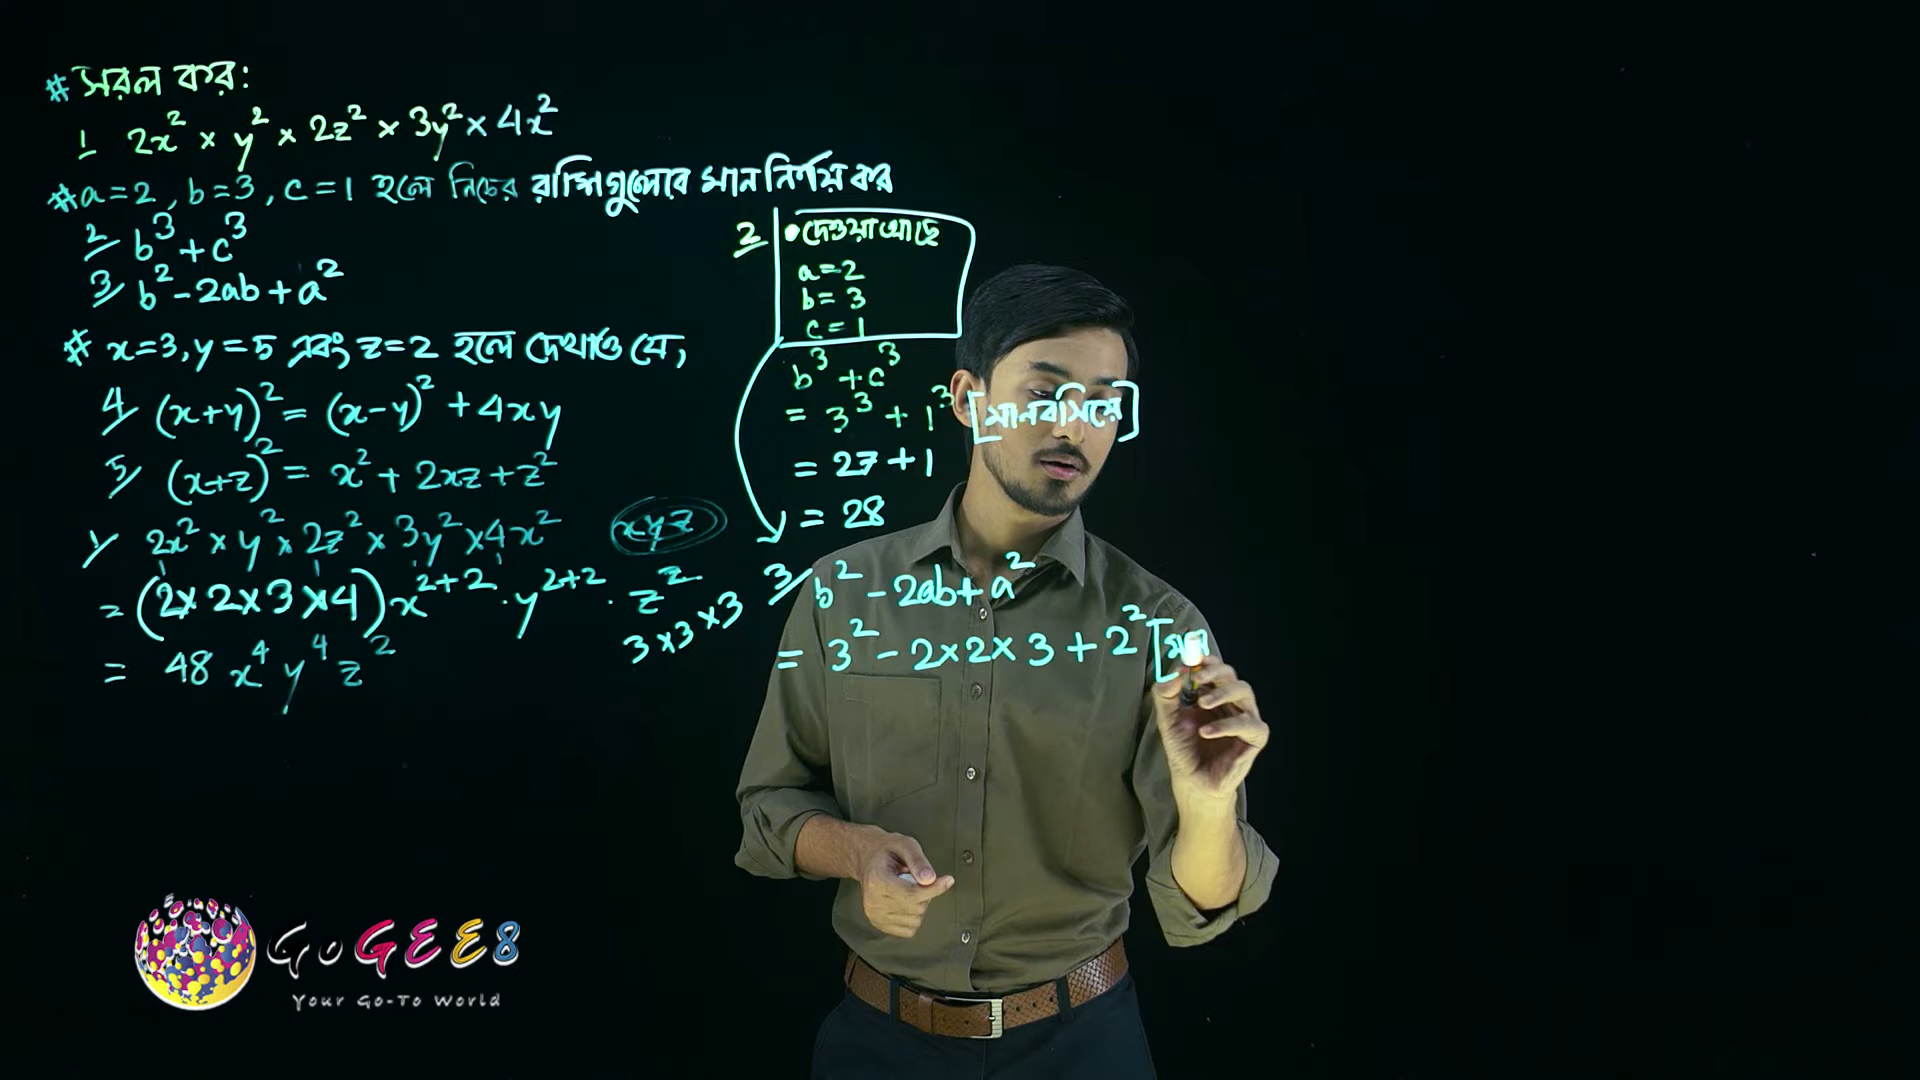 # সরল কর:
1 2x² × y² × 2z² × 3y² × 4x²
# a=2, b=3, c=1 হলে নিচের রাশিগুলোর মান নির্ণয় কর
2 b³ + c³
3 b² - 2ab + a²
# x=3, y=5 এবং z=2 হলে দেখাও যে,
4 (x+y)² = (x-y)² + 4xy
5 (x+z)² = x² + 2xz + z²
1 2x² × y² × 2z² × 3y² × 4x²
= (2×2×3×4) x²⁺² · y²⁺² · z²
= 48 x⁴ y⁴ z²
xyz
3×3×3
2 • দেওয়া আছে
a=2
b=3
c=1
b³ + c³
= 3³ + 1³ [মান বসিয়ে]
= 27+1
= 28
3 b² - 2ab + a²
= 3² - 2×2×3 + 2² [
GoGEE8
Your Go-To World